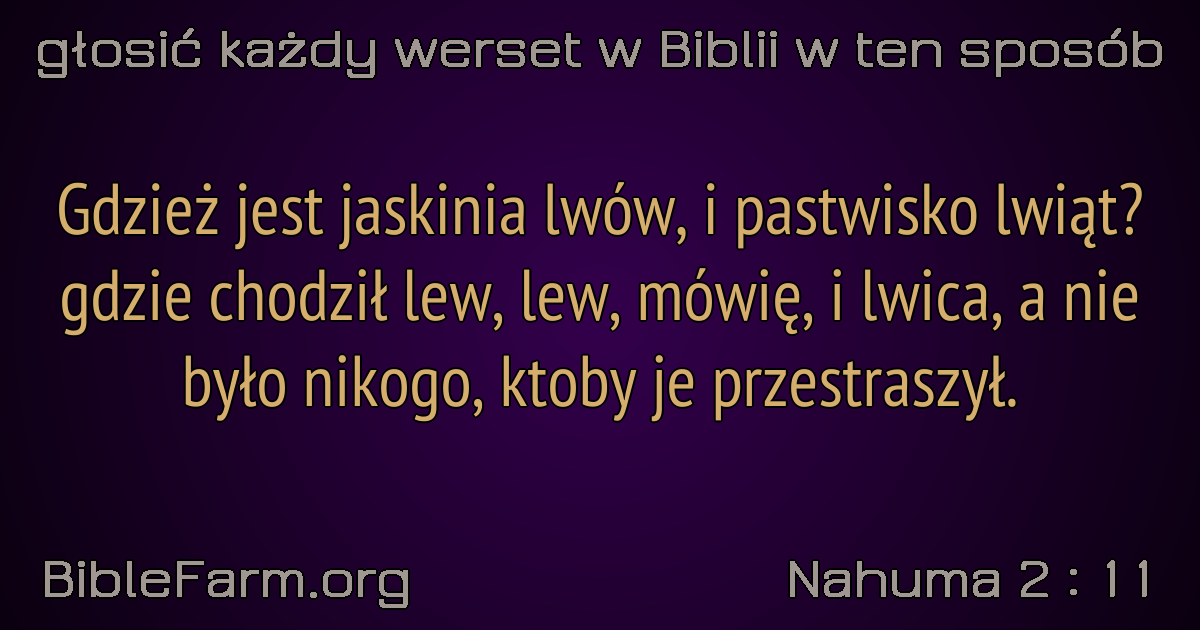 głosić każdy werset w Biblii w ten sposób
Gdzież jest jaskinia lwów, i pastwisko lwiąt?
gdzie chodził lew, lew, mówię, i lwica, a nie
było nikogo, ktoby je przestraszył.
BibleFarm.org
Nahuma 2 : 11